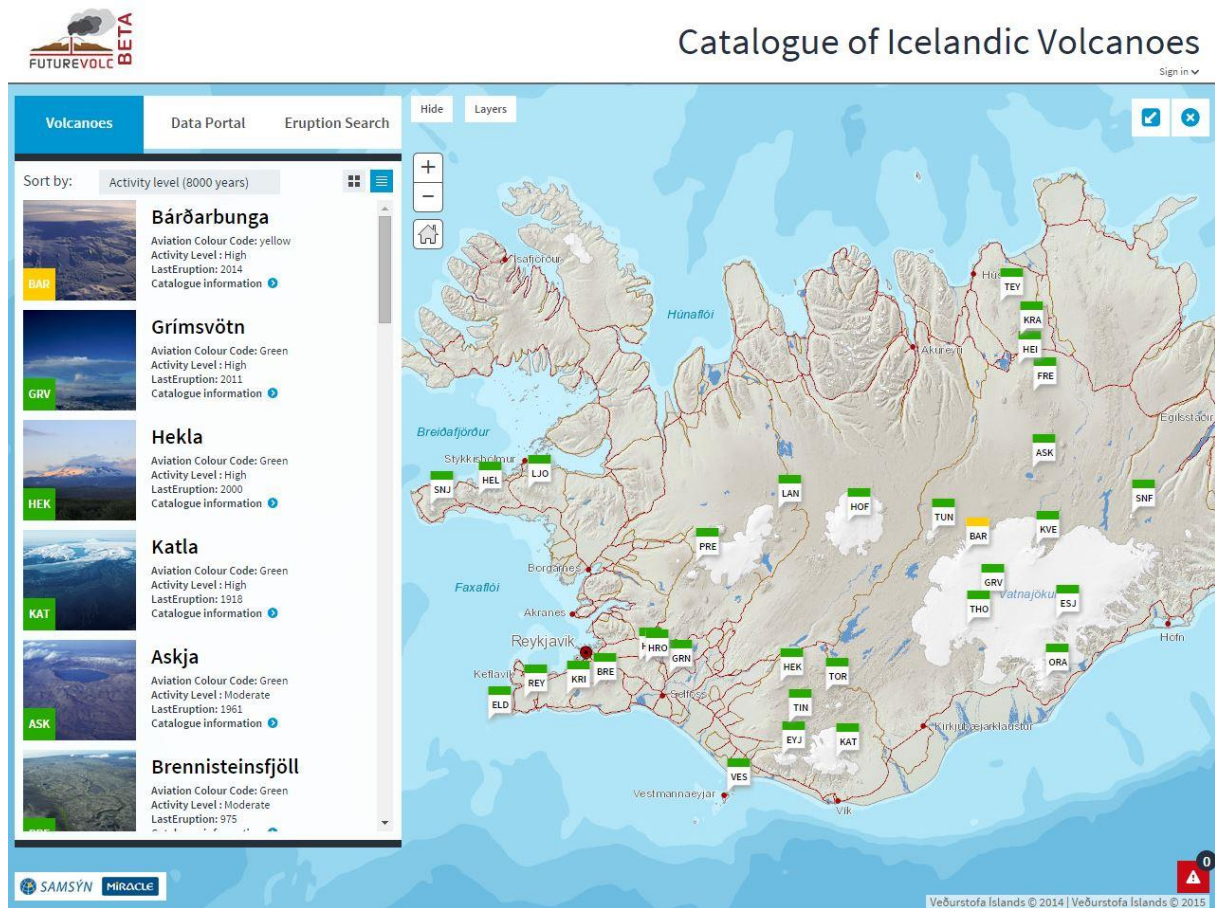 FUTUREVOLC BETA
Catalogue of Icelandic Volcanoes
Sign in
Volcanoes
Data Portal
Eruption Search
Sort by:
Activity level (8000 years)
BAR
Bárðarbunga
Aviation Colour Code: yellow
Activity Level : High
LastEruption: 2014
Catalogue information
GRV
Grímsvötn
Aviation Colour Code: Green
Activity Level : High
LastEruption: 2011
Catalogue information
HEK
Hekla
Aviation Colour Code: Green
Activity Level : High
LastEruption: 2000
Catalogue information
KAT
Katla
Aviation Colour Code: Green
Activity Level : High
LastEruption: 1918
Catalogue information
ASK
Askja
Aviation Colour Code: Green
Activity Level : Moderate
LastEruption: 1961
Catalogue information
Brennisteinsfjöll
Aviation Colour Code: Green
Activity Level : Moderate
LastEruption: 975
Hide
Layers
+
−
Ísafjörður
Húnaflói
TEY
KRA
HEI
FRE
Akureyri
Egilsstaðir
Breiðafjörður
Stykkishólmur
SNJ
HEL
LJO
LAN
HOF
ASK
SNF
TUN
BAR
KVE
PRE
Borgarnes
Faxaflói
GRV
Vatnajökull
THO
ESJ
Akranes
Höfn
Reykjavík
HRO
GRN
ORA
Keflavík
REY
KRI
BRE
HEK
TOR
ELD
Selfoss
TIN
EYJ
KAT
Kirkjubæjarklaustur
VES
Vestmannaeyjar
Vík
SAMSÝN
MIRACLE
0
Veðurstofa Íslands © 2014 | Veðurstofa Íslands © 2015